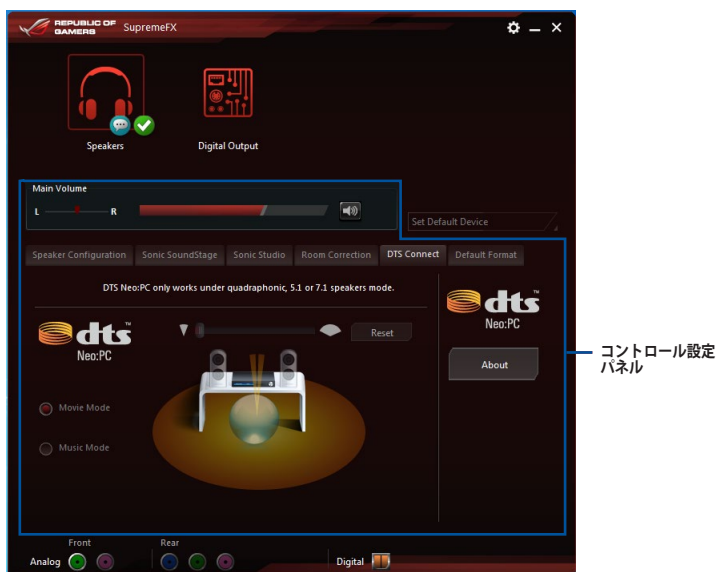 REPUBLIC OF
GAMERS
SupremeFX
Speakers
Digital Output
Main Volume
L
R
Set Default Device
Speaker Configuration
Sonic SoundStage
Sonic Studio
Room Correction
DTS Connect
Default Format
DTS Neo:PC only works under quadraphonic, 5.1 or 7.1 speakers mode.
dts
Neo:PC
Reset
Movie Mode
Music Mode
dts
Neo:PC
About
コントロール設定
パネル
Front
Rear
Analog
Digital